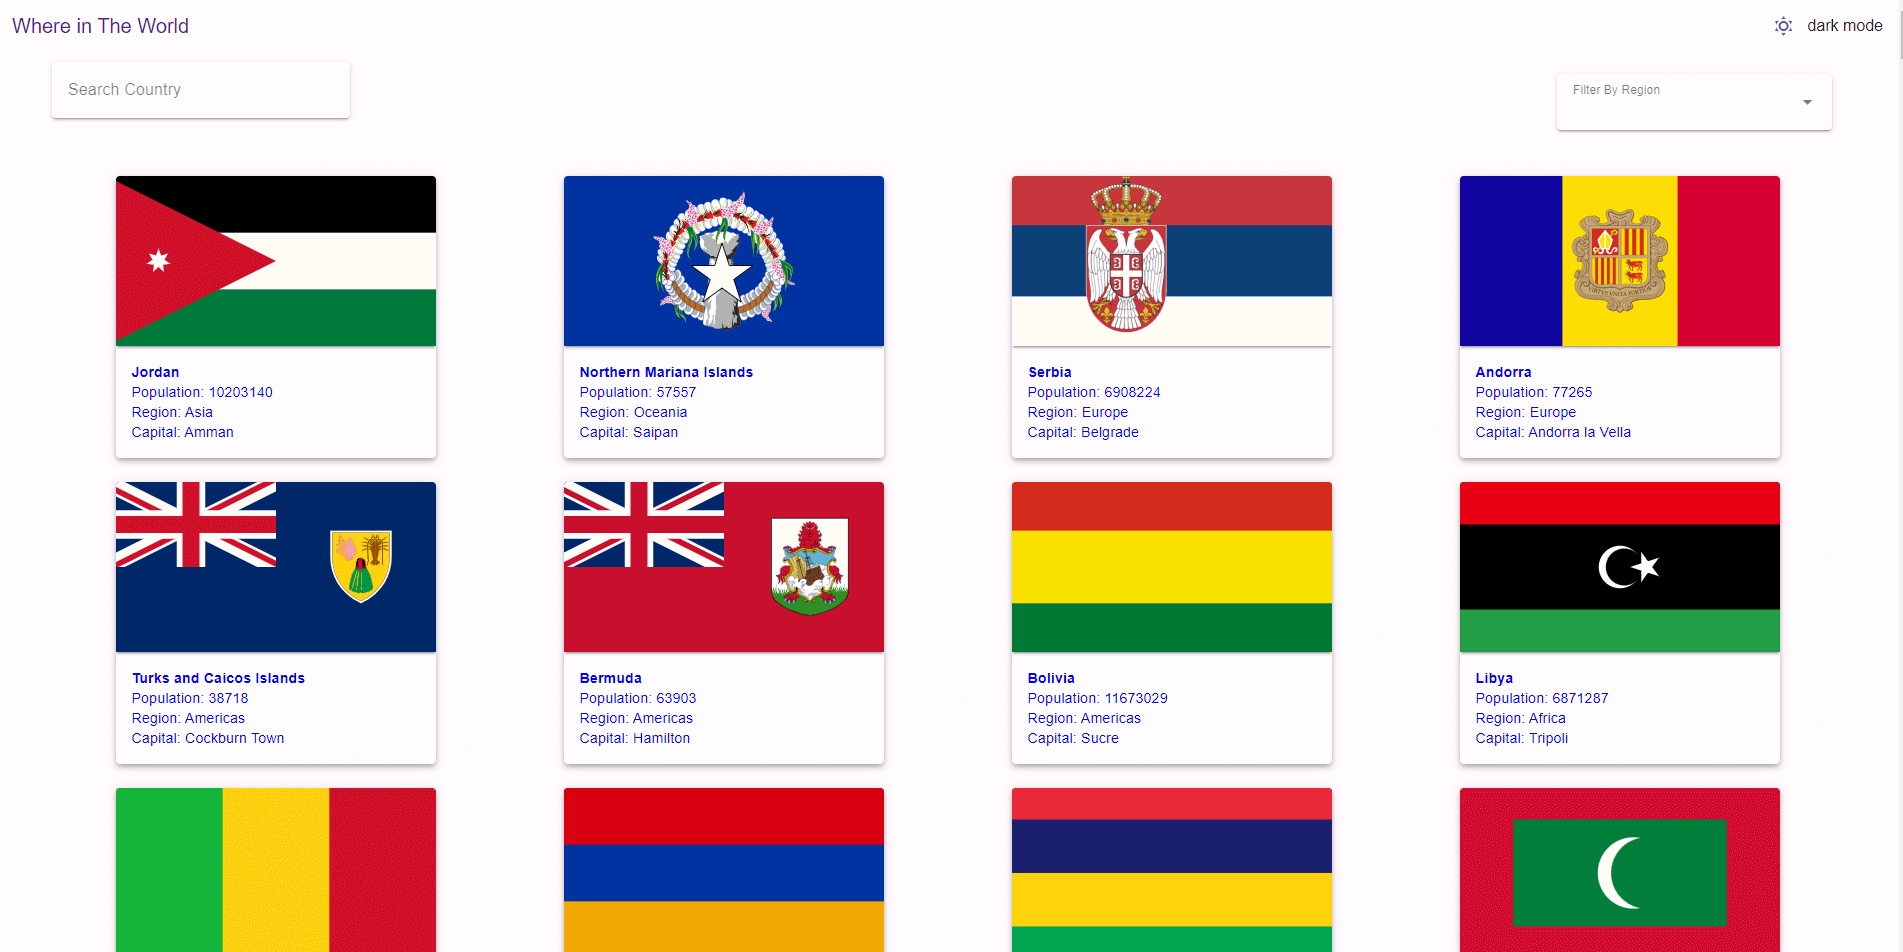 Where in The World
dark mode
Search Country
Filter By Region
Jordan
Population: 10203140
Region: Asia
Capital: Amman
Northern Mariana Islands
Population: 57557
Region: Oceania
Capital: Saipan
Serbia
Population: 6908224
Region: Europe
Capital: Belgrade
VIRTVS VNITA FORTIOR
Andorra
Population: 77265
Region: Europe
Capital: Andorra la Vella
Turks and Caicos Islands
Population: 38718
Region: Americas
Capital: Cockburn Town
Bermuda
Population: 63903
Region: Americas
Capital: Hamilton
Bolivia
Population: 11673029
Region: Americas
Capital: Sucre
Libya
Population: 6871287
Region: Africa
Capital: Tripoli